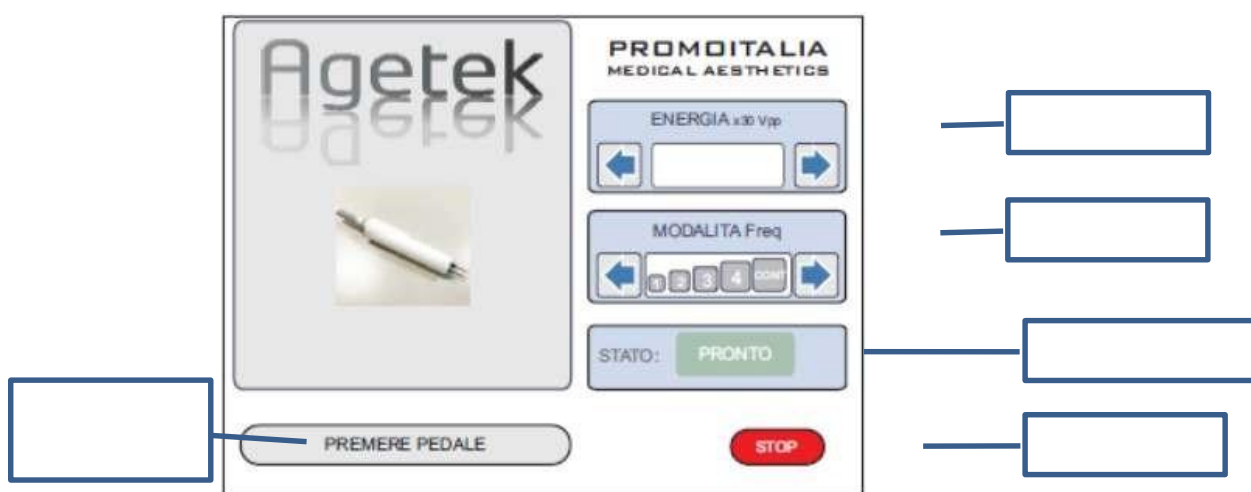 Agetek
PROMOITALIA
MEDICAL AESTHETICS
ENERGIA x30 Vpp
MODALITA Freq
1 2 3 4 CONT
STATO: PRONTO
PREMERE PEDALE
STOP